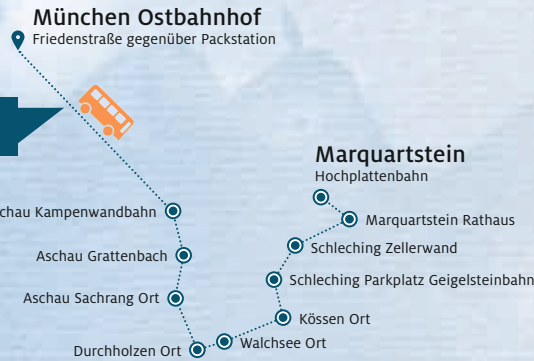 München Ostbahnhof
Friedenstraße gegenüber Packstation
Marquartstein
Hochplattenbahn
chau Kampenwandbahn
Marquartstein Rathaus
Aschau Grattenbach
Schleching Zellerwand
Schleching Parkplatz Geigelsteinbahn
Aschau Sachrang Ort
Kössen Ort
Walchsee Ort
Durchholzen Ort